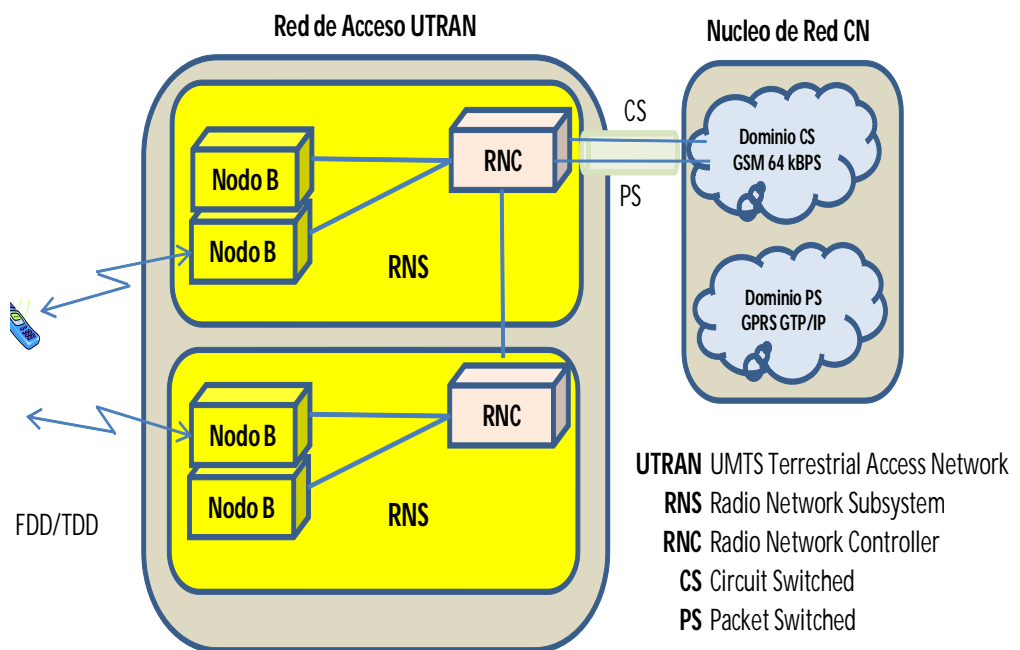 Red de Acceso UTRAN
Nucleo de Red CN
CS
PS
Nodo B
Nodo B
RNC
RNS
Dominio CS
GSM 64 kBPS
Dominio PS
GPRS GTP/IP
Nodo B
Nodo B
RNC
RNS
FDD/TDD
UTRAN UMTS Terrestrial Access Network
RNS Radio Network Subsystem
RNC Radio Network Controller
CS Circuit Switched
PS Packet Switched